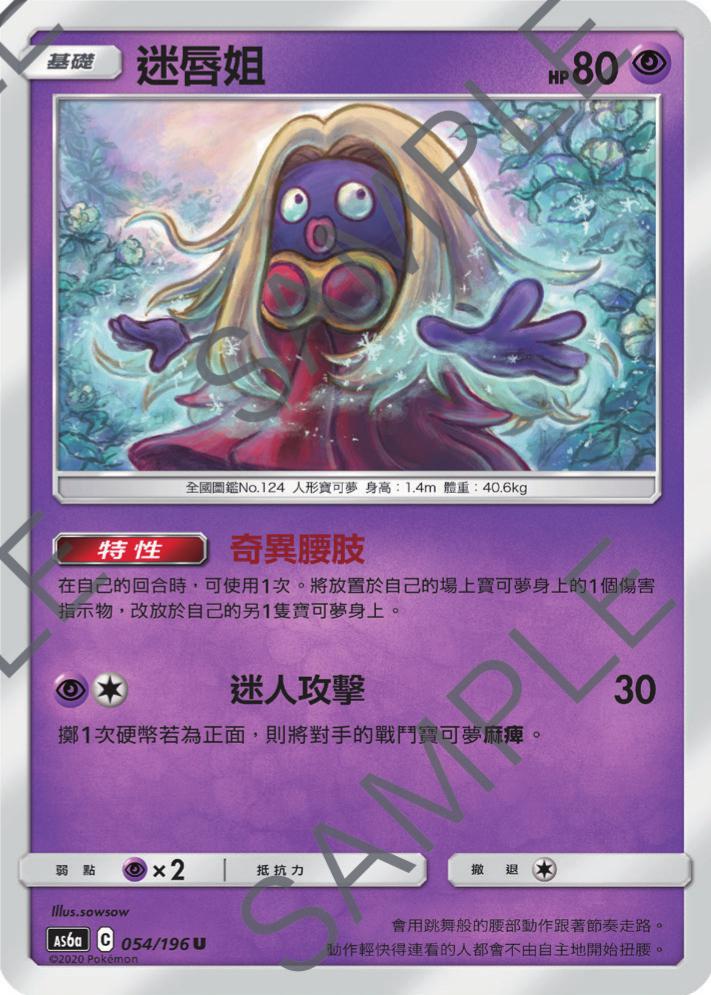 基礎 迷唇姐 HP80
全國圖鑑No.124 人形寶可夢 身高：1.4m 體重：40.6kg
特性 奇異腰肢
在自己的回合時，可使用1次。將放置於自己的場上寶可夢身上的1個傷害
指示物，改放於自己的另1隻寶可夢身上。
迷人攻擊 30
擲1次硬幣若為正面，則將對手的戰鬥寶可夢麻痺。
弱點 ×2 抵抗力 撤退
Illus.sowsow
AS6a C 054/196 U
©2020 Pokémon
會用跳舞般的腰部動作跟著節奏走路。
動作輕快得連看的人都會不由自主地開始扭腰。
SAMPLE
SAMPLE